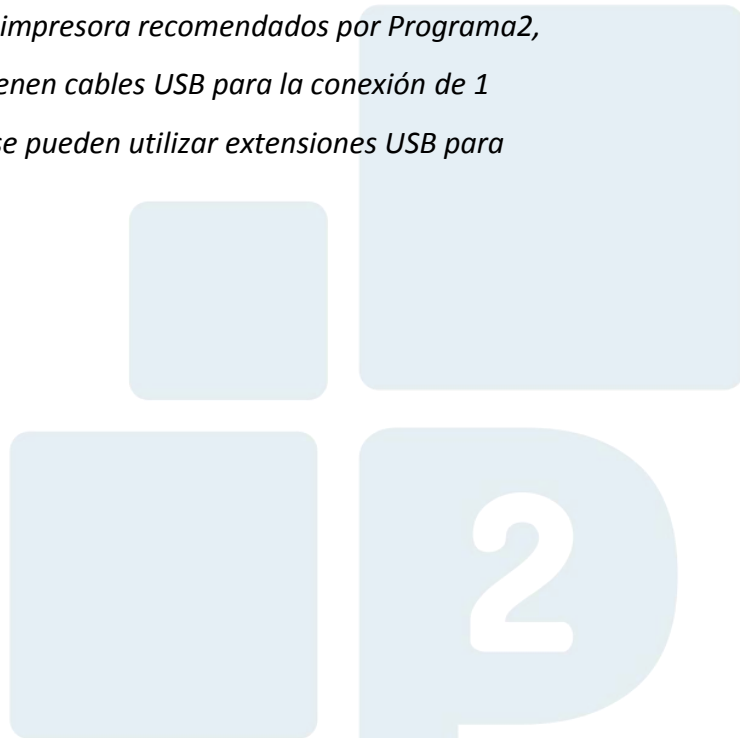 impresora recomendados por Programa2,
enen cables USB para la conexión de 1
se pueden utilizar extensiones USB para
2